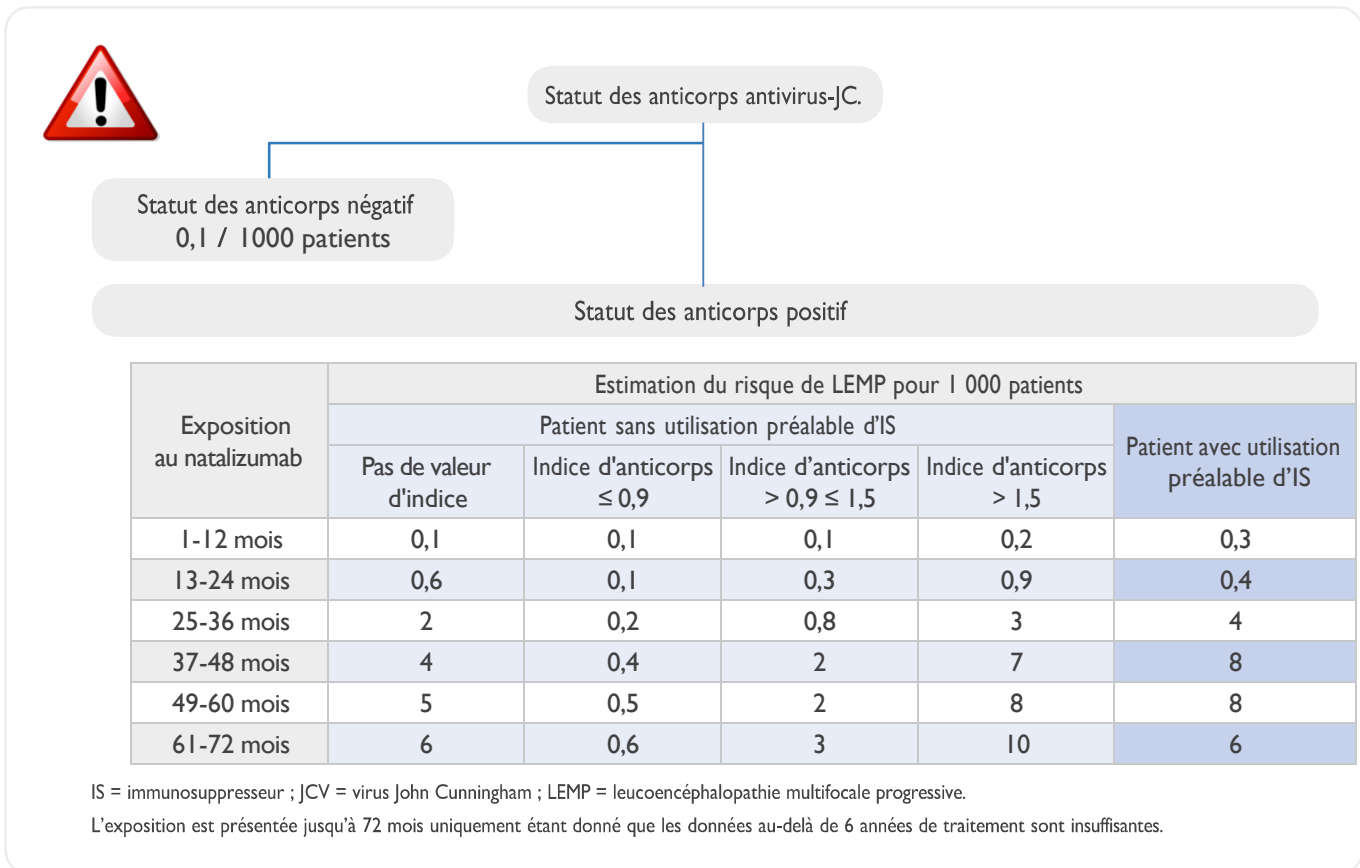 Statut des anticorps antivirus-JC.
Statut des anticorps négatif
0,1 / 1000 patients
Statut des anticorps positif
Exposition
au natalizumab
Estimation du risque de LEMP pour 1 000 patients
Patient sans utilisation préalable d'IS
Patient avec utilisation
préalable d'IS
Pas de valeur
d'indice
Indice d'anticorps
≤ 0,9
Indice d'anticorps
> 0,9 ≤ 1,5
Indice d'anticorps
> 1,5
1-12 mois 0,1 0,1 0,1 0,2 0,3
13-24 mois 0,6 0,1 0,3 0,9 0,4
25-36 mois 2 0,2 0,8 3 4
37-48 mois 4 0,4 2 7 8
49-60 mois 5 0,5 2 8 8
61-72 mois 6 0,6 3 10 6
IS = immunosuppresseur ; JCV = virus John Cunningham ; LEMP = leucoencéphalopathie multifocale progressive.
L'exposition est présentée jusqu'à 72 mois uniquement étant donné que les données au-delà de 6 années de traitement sont insuffisantes.